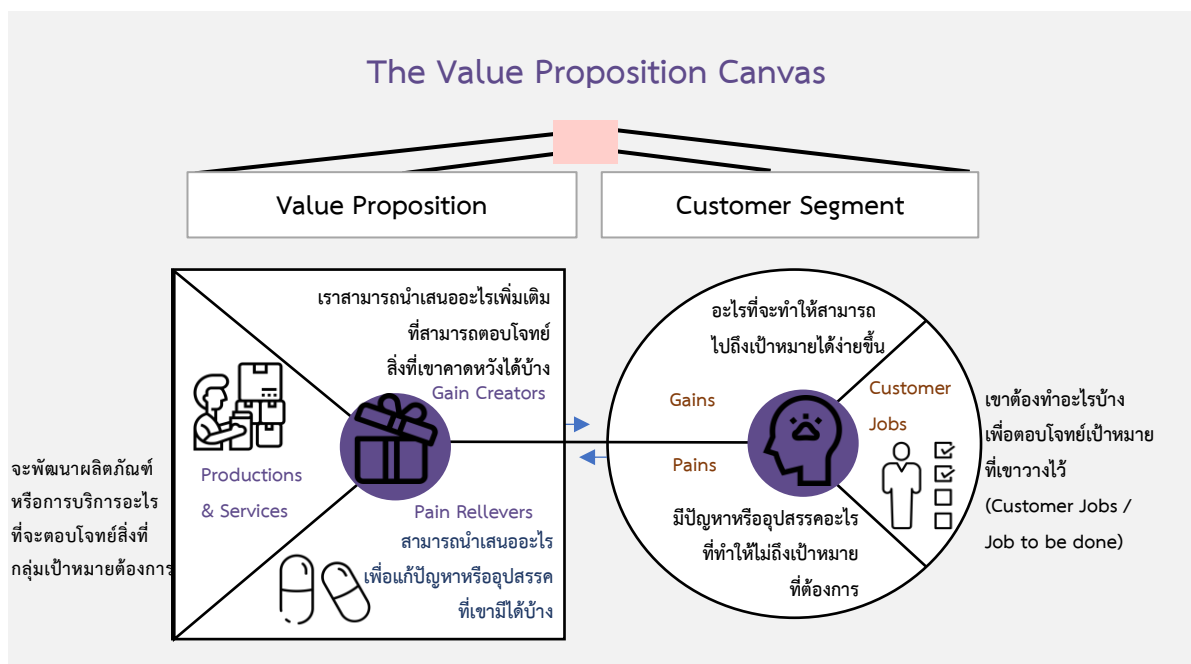 The Value Proposition Canvas
Value Proposition
Customer Segment
เราสามารถนำเสนออะไรเพิ่มเติม
ที่สามารถตอบโจทย์
สิ่งที่เขาคาดหวังได้บ้าง
Gain Creators
Productions
& Services
จะพัฒนาผลิตภัณฑ์
หรือการบริการอะไร
ที่จะตอบโจทย์สิ่งที่
กลุ่มเป้าหมายต้องการ
Pain Rellevers
สามารถนำเสนออะไร
เพื่อแก้ปัญหาหรืออุปสรรค
ที่เขามีได้บ้าง
อะไรที่จะทำให้สามารถ
ไปถึงเป้าหมายได้ง่ายขึ้น
Gains
Pains
มีปัญหาหรืออุปสรรคอะไร
ที่ทำให้ไม่ถึงเป้าหมาย
ที่ต้องการ
Customer
Jobs
เขาต้องทำอะไรบ้าง
เพื่อตอบโจทย์เป้าหมาย
ที่เขาวางไว้
(Customer Jobs /
Job to be done)